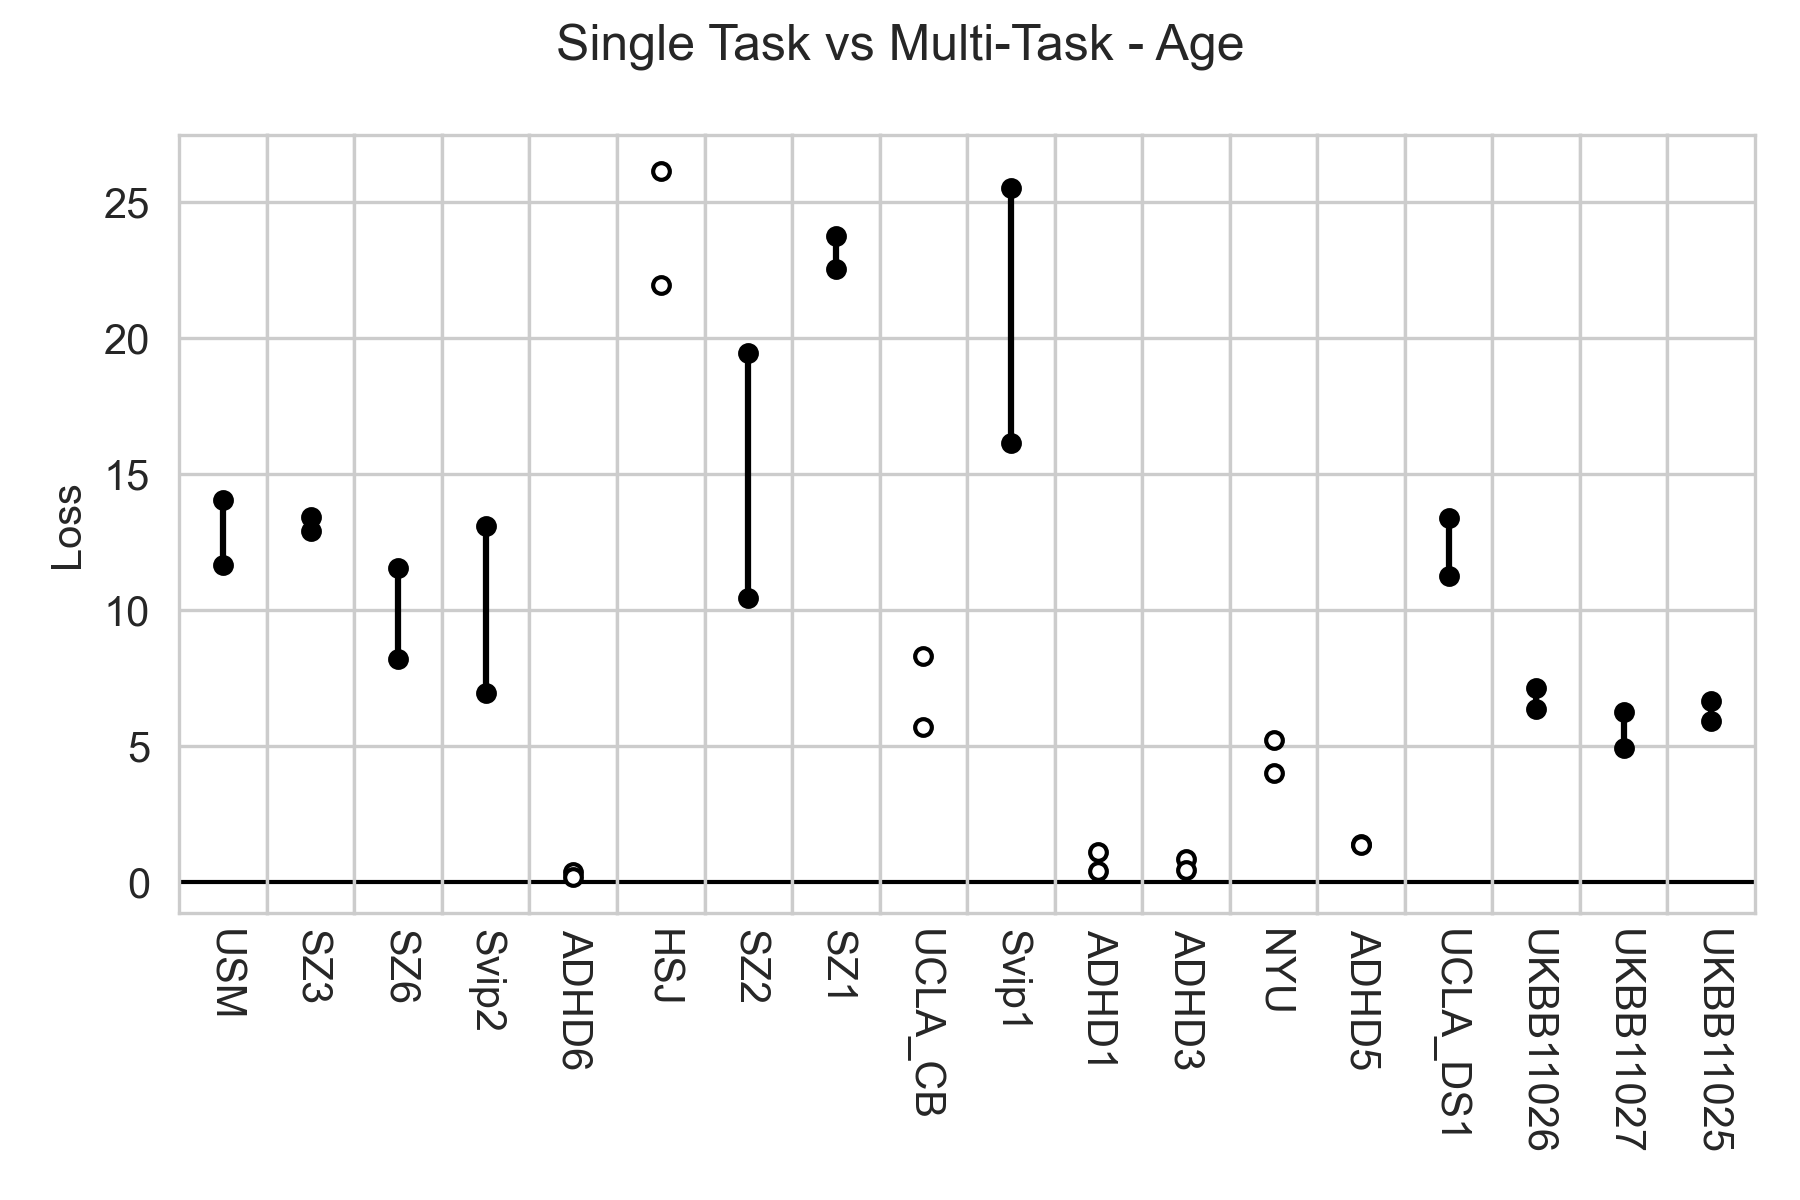 Single Task vs Multi-Task - Age
Loss
25
20
15
10
5
0
USM
SZ3
SZ6
Svip2
ADHD6
HSJ
SZ2
SZ1
UCLA_CB
Svip1
ADHD1
ADHD3
NYU
ADHD5
UCLA_DS1
UKBB11026
UKBB11027
UKBB11025